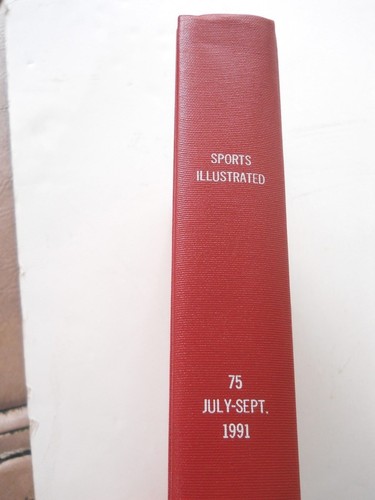 SPORTS
ILLUSTRATED
75
JULY-SEPT.
1991